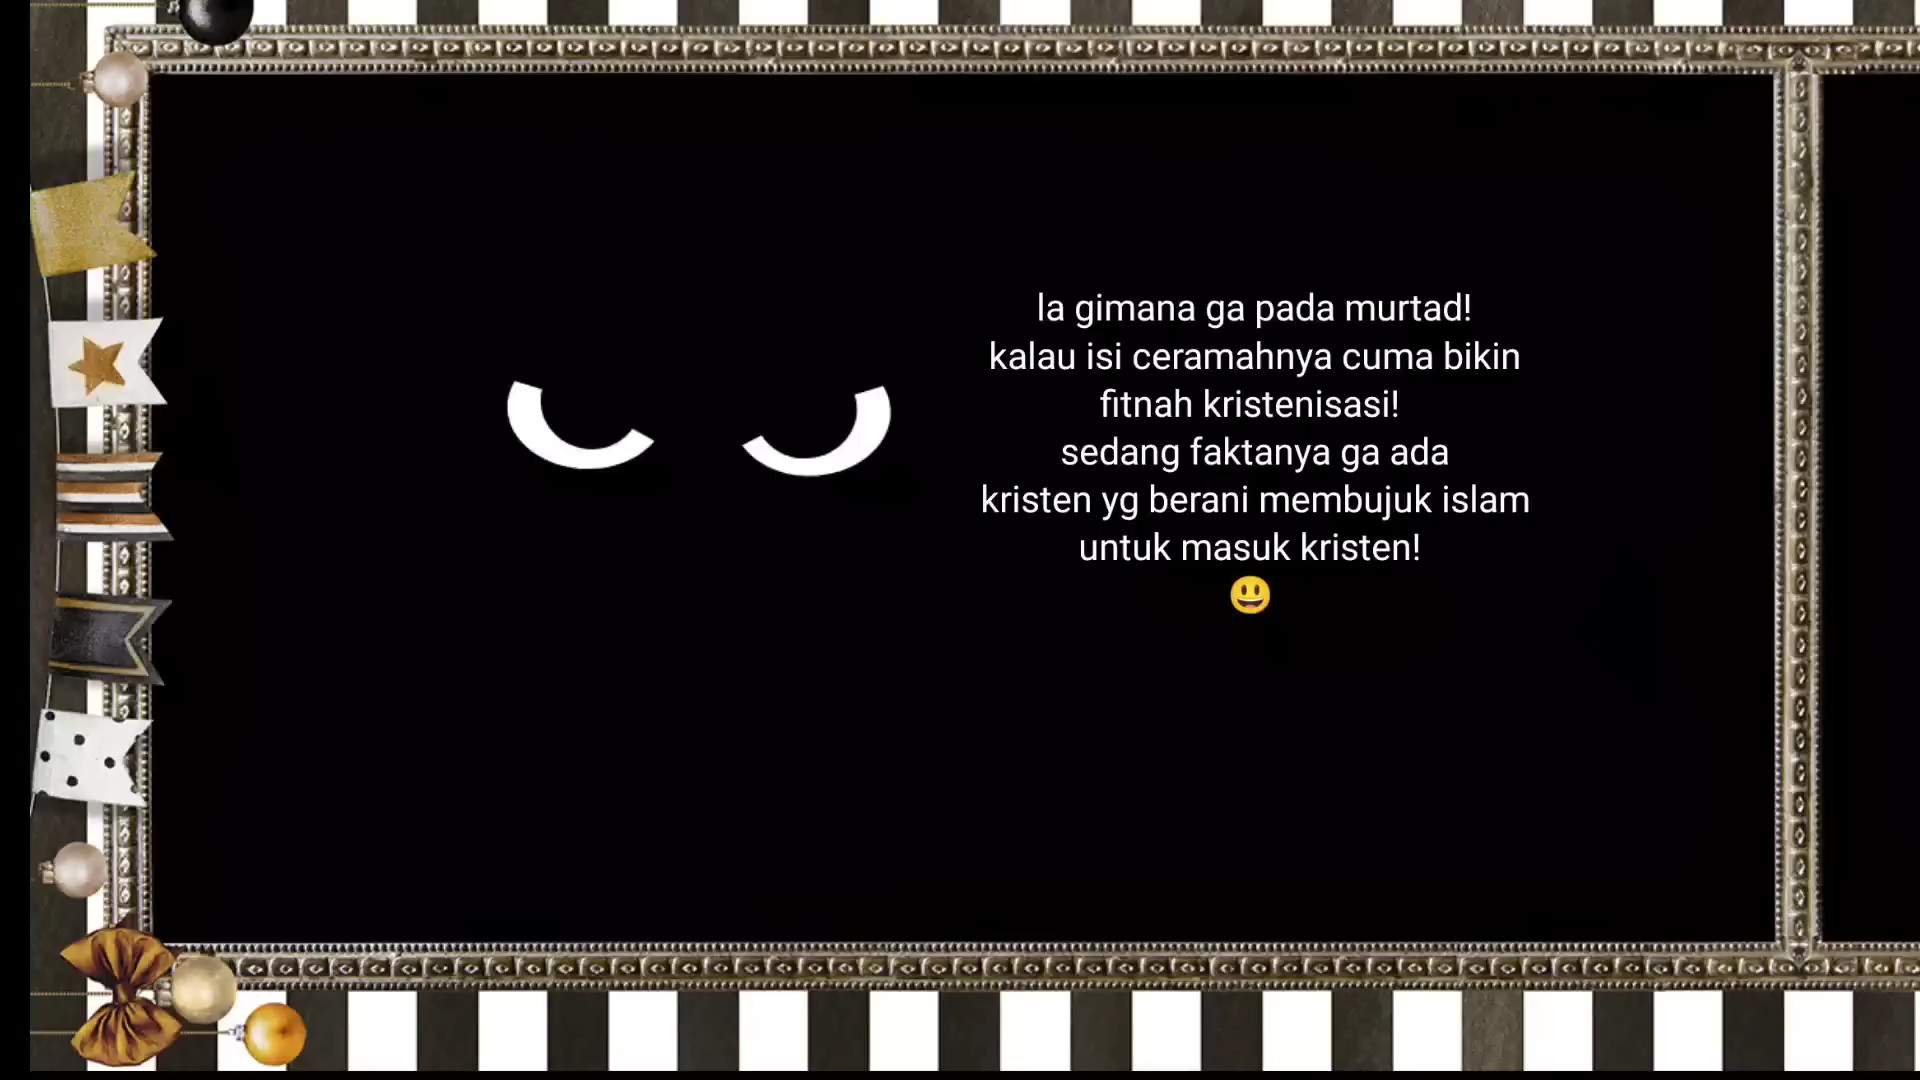 la gimana ga pada murtad!
kalau isi ceramahnya cuma bikin
fitnah kristenisasi!
sedang faktanya ga ada
kristen yg berani membujuk islam
untuk masuk kristen!
😃